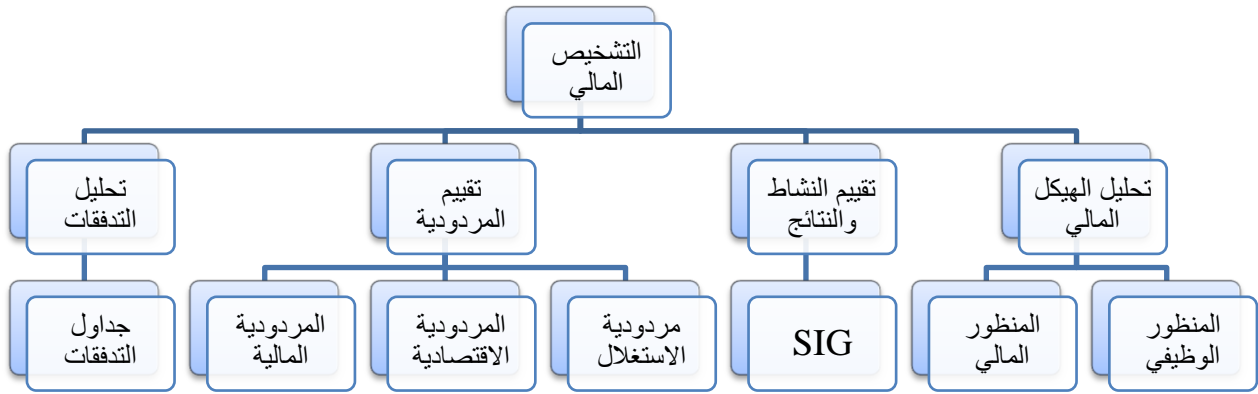 التشخيص
المالي
تحليل الهيكل
المالي
تقييم النشاط
والنتائج
تقييم
المردودية
تحليل
التدفقات
المنظور
الوظيفي
المنظور
المالي
SIG
مردودية
الاستغلال
المردودية
الاقتصادية
المردودية
المالية
جداول
التدفقات